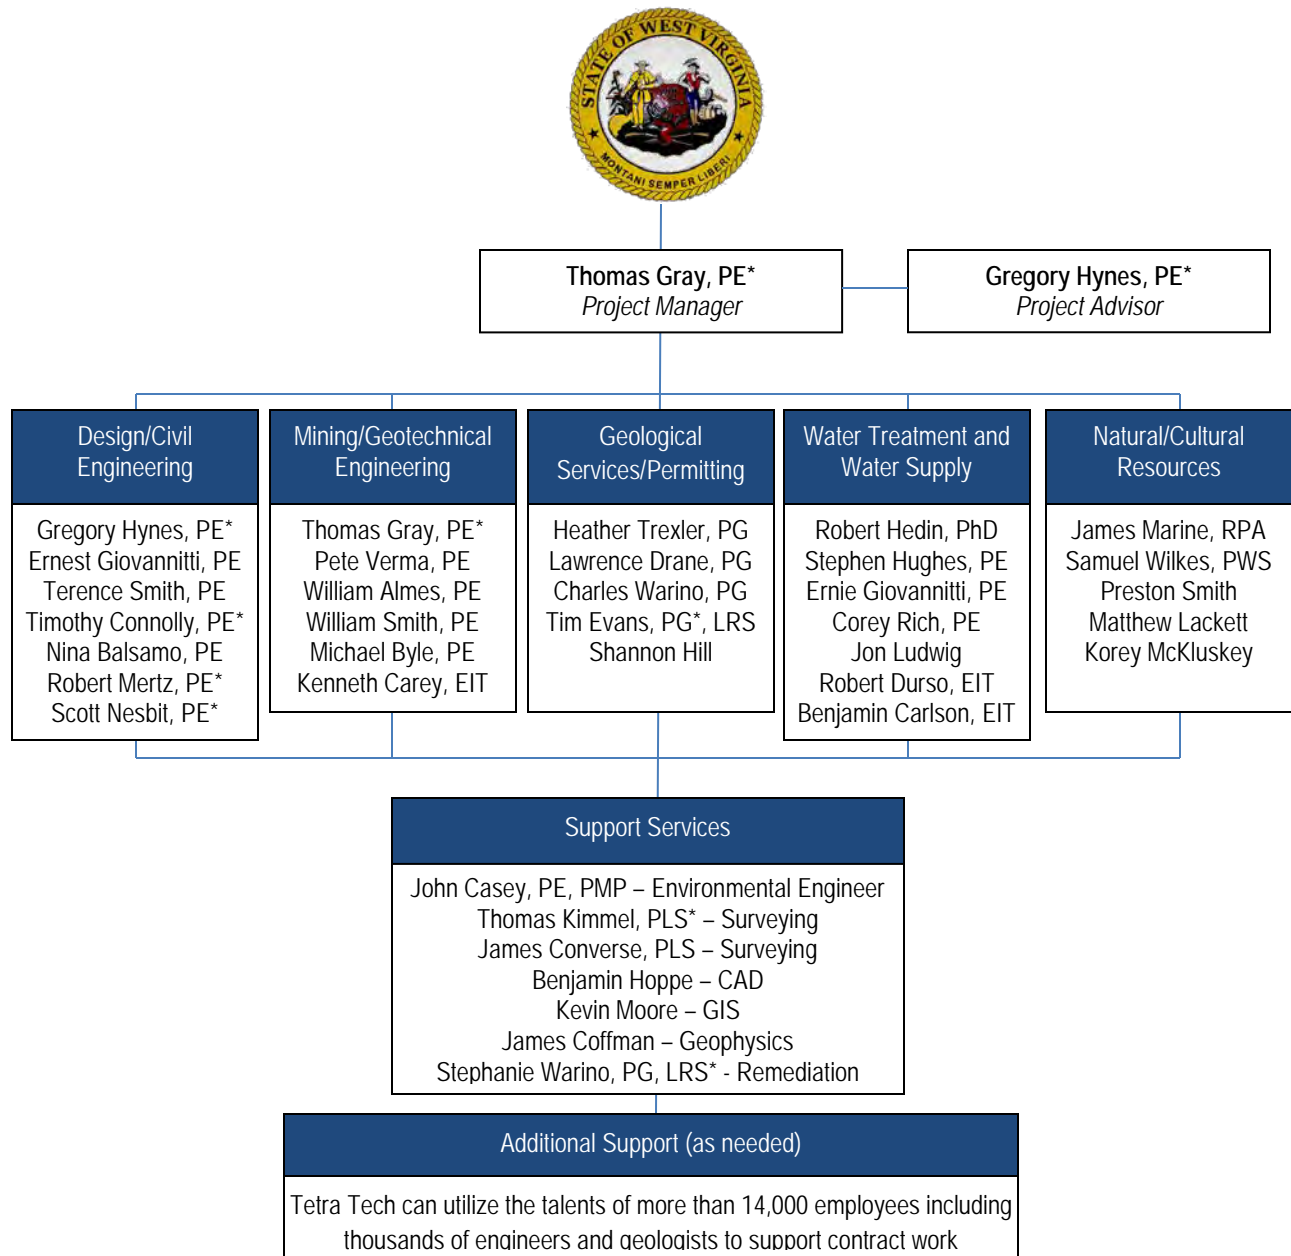 STATE OF WEST VIRGINIA
MONTANI SEMPER LIBERI
Thomas Gray, PE*
Project Manager
Gregory Hynes, PE*
Project Advisor
Design/Civil
Engineering
Gregory Hynes, PE*
Ernest Giovannitti, PE
Terence Smith, PE
Timothy Connolly, PE*
Nina Balsamo, PE
Robert Mertz, PE*
Scott Nesbit, PE*
Mining/Geotechnical
Engineering
Thomas Gray, PE*
Pete Verma, PE
William Almes, PE
William Smith, PE
Michael Byle, PE
Kenneth Carey, EIT
Geological
Services/Permitting
Heather Trexler, PG
Lawrence Drane, PG
Charles Warino, PG
Tim Evans, PG*, LRS
Shannon Hill
Water Treatment and
Water Supply
Robert Hedin, PhD
Stephen Hughes, PE
Ernie Giovannitti, PE
Corey Rich, PE
Jon Ludwig
Robert Durso, EIT
Benjamin Carlson, EIT
Natural/Cultural
Resources
James Marine, RPA
Samuel Wilkes, PWS
Preston Smith
Matthew Lackett
Korey McKluskey
Support Services
John Casey, PE, PMP – Environmental Engineer
Thomas Kimmel, PLS* – Surveying
James Converse, PLS – Surveying
Benjamin Hoppe – CAD
Kevin Moore – GIS
James Coffman – Geophysics
Stephanie Warino, PG, LRS* - Remediation
Additional Support (as needed)
Tetra Tech can utilize the talents of more than 14,000 employees including
thousands of engineers and geologists to support contract work